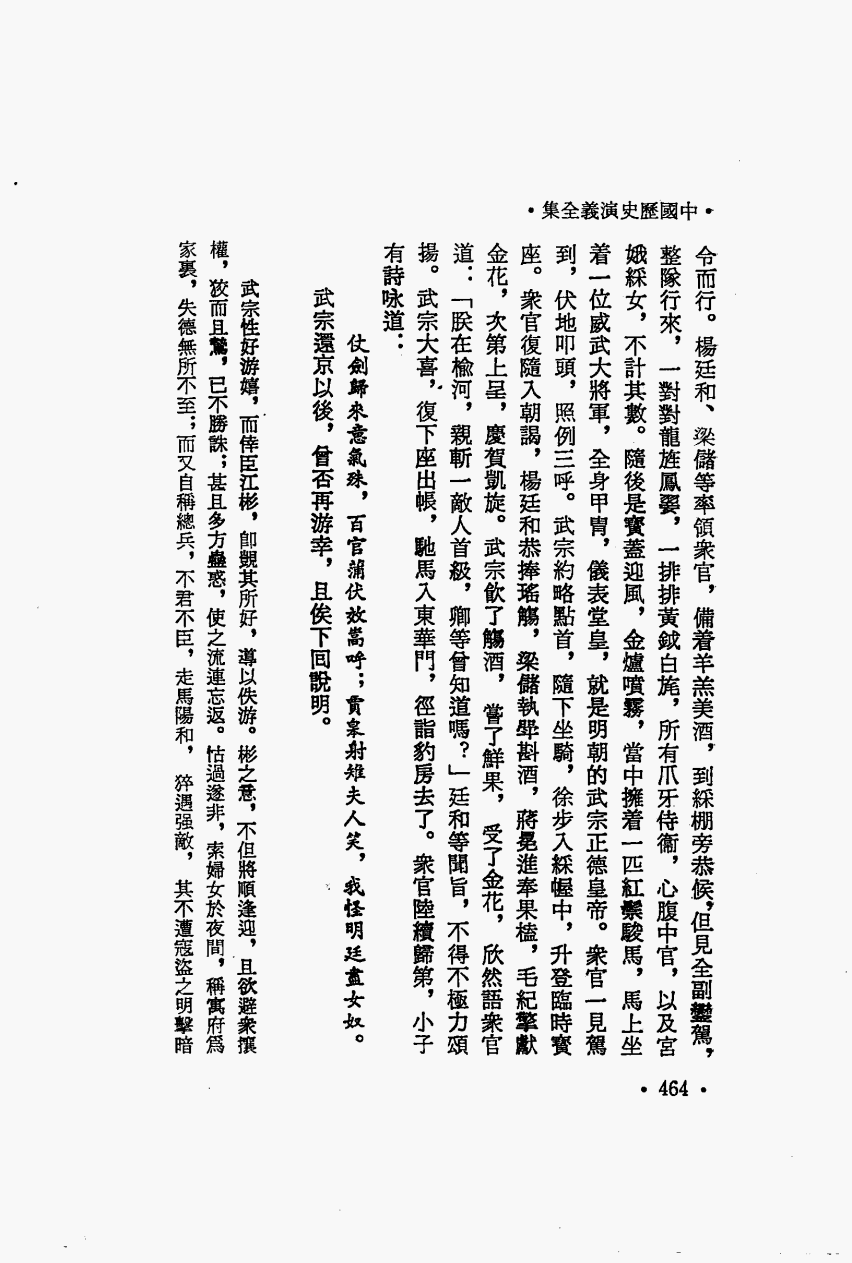 •中國歷史演義全集•
令而行。楊廷和、梁儲等率領衆官，備着羊羔美酒，到綵棚旁恭候，但見全副鑾駕，
整隊行來，一對對龍旌鳳翣，一排排黃鉞白旄，所有爪牙侍衞，心腹中官，以及宮
娥綵女，不計其數。隨後是寳蓋迎風，金爐噴霧，當中擁着一匹紅鬃駿馬，馬上坐
着一位威武大將軍，全身甲冑，儀表堂皇，就是明朝的武宗正德皇帝。衆官一見駕
到，伏地叩頭，照例三呼。武宗約略點首，隨下坐騎，徐步入綵幄中，升登臨時寳
座。衆官復隨入朝謁，楊廷和恭捧瑤觴，梁儲執斝斟酒，蔣冕進奉果榼，毛紀擎獻
金花，次第上呈，慶賀凱旋。武宗飲了觴酒，嘗了鮮果，受了金花，欣然語衆官
道：「朕在楡河，親斬一敵人首級，卿等曾知道嗎？」廷和等聞旨，不得不極力頌
揚。武宗大喜，復下座出帳，馳馬入東華門，徑詣豹房去了。衆官陸續歸第，小子
有詩咏道：
仗劍歸來意氣殊，百官蒲伏效嵩呼；賈臯射雉夫人笑，我怪明廷盡女奴。
武宗還京以後，曾否再游幸，且俟下囘說明。
武宗性好游嬉，而倖臣江彬，卽覬其所好，導以佚游。彬之意，不但將順逢迎，且欲避衆攘
權，狡而且鷙，已不勝誅；甚且多方蠱惑，使之流連忘返。怙過遂非，索婦女於夜間，稱寓府爲
家裏，失德無所不至；而又自稱總兵，不君不臣，走馬陽和，猝遇强敵，其不遭寇盜之明擊暗
•464•